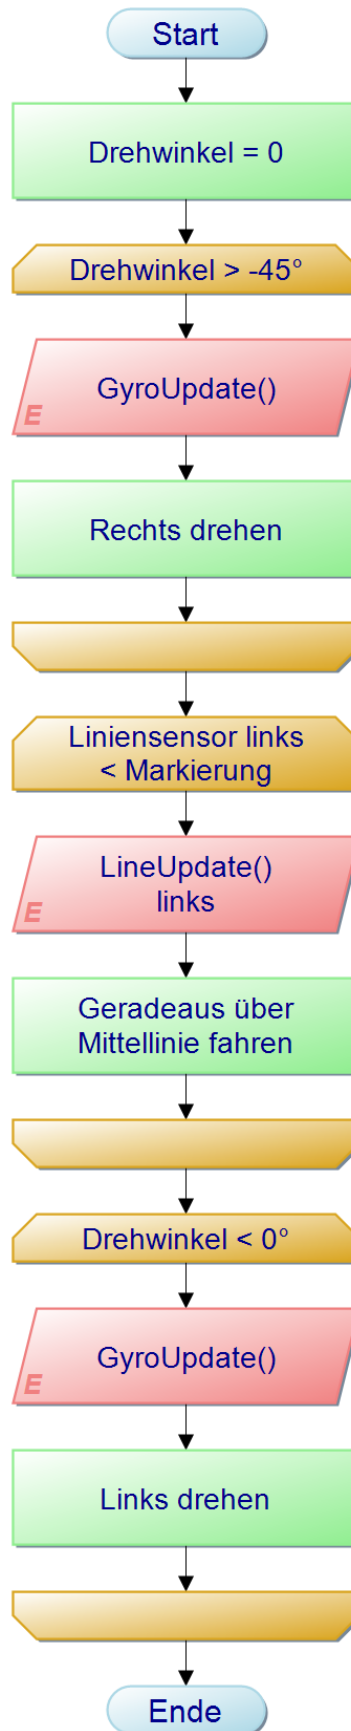 Start
Drehwinkel = 0
Drehwinkel > -45°
GyroUpdate()
E
Rechts drehen
Liniensensor links
< Markierung
LineUpdate()
links
E
Geradeaus über
Mittellinie fahren
Drehwinkel < 0°
GyroUpdate()
E
Links drehen
Ende